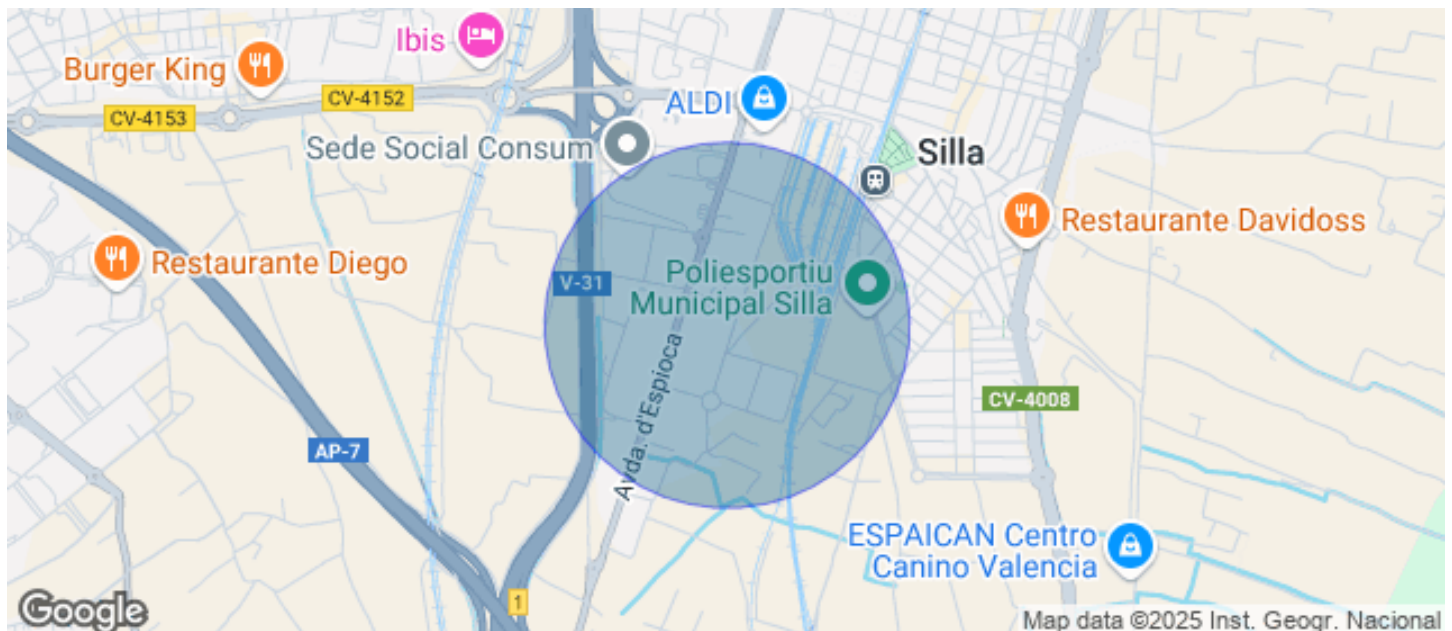 Ibis
Burger King
CV-4152
CV-4153
ALDI
Sede Social Consum
Silla
Restaurante Davidoss
Restaurante Diego
V-31
Poliesportiu
Municipal Silla
Avda. d'Espioca
CV-4008
AP-7
ESPAICAN Centro
Canino Valencia
1
Google
Map data ©2025 Inst. Geogr. Nacional